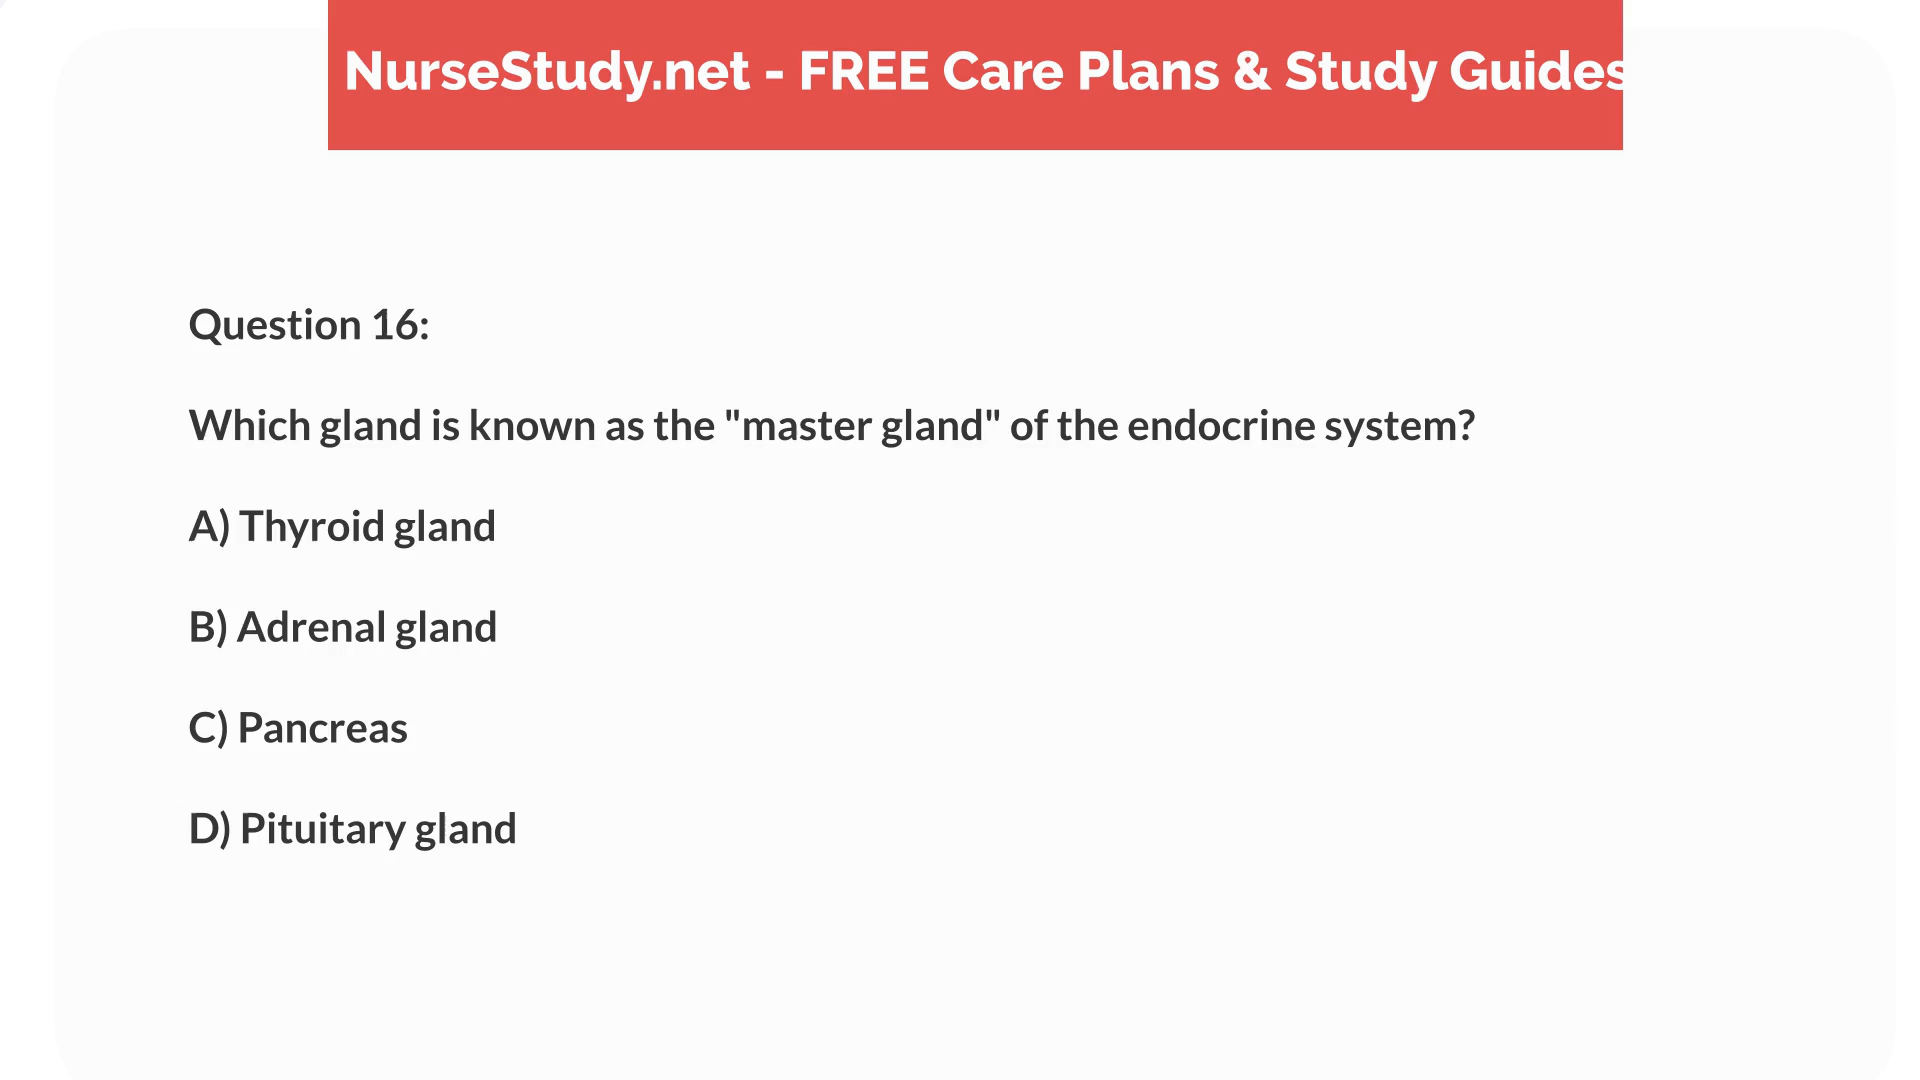 NurseStudy.net - FREE Care Plans & Study Guides
Question 16:
Which gland is known as the "master gland" of the endocrine system?
A) Thyroid gland
B) Adrenal gland
C) Pancreas
D) Pituitary gland